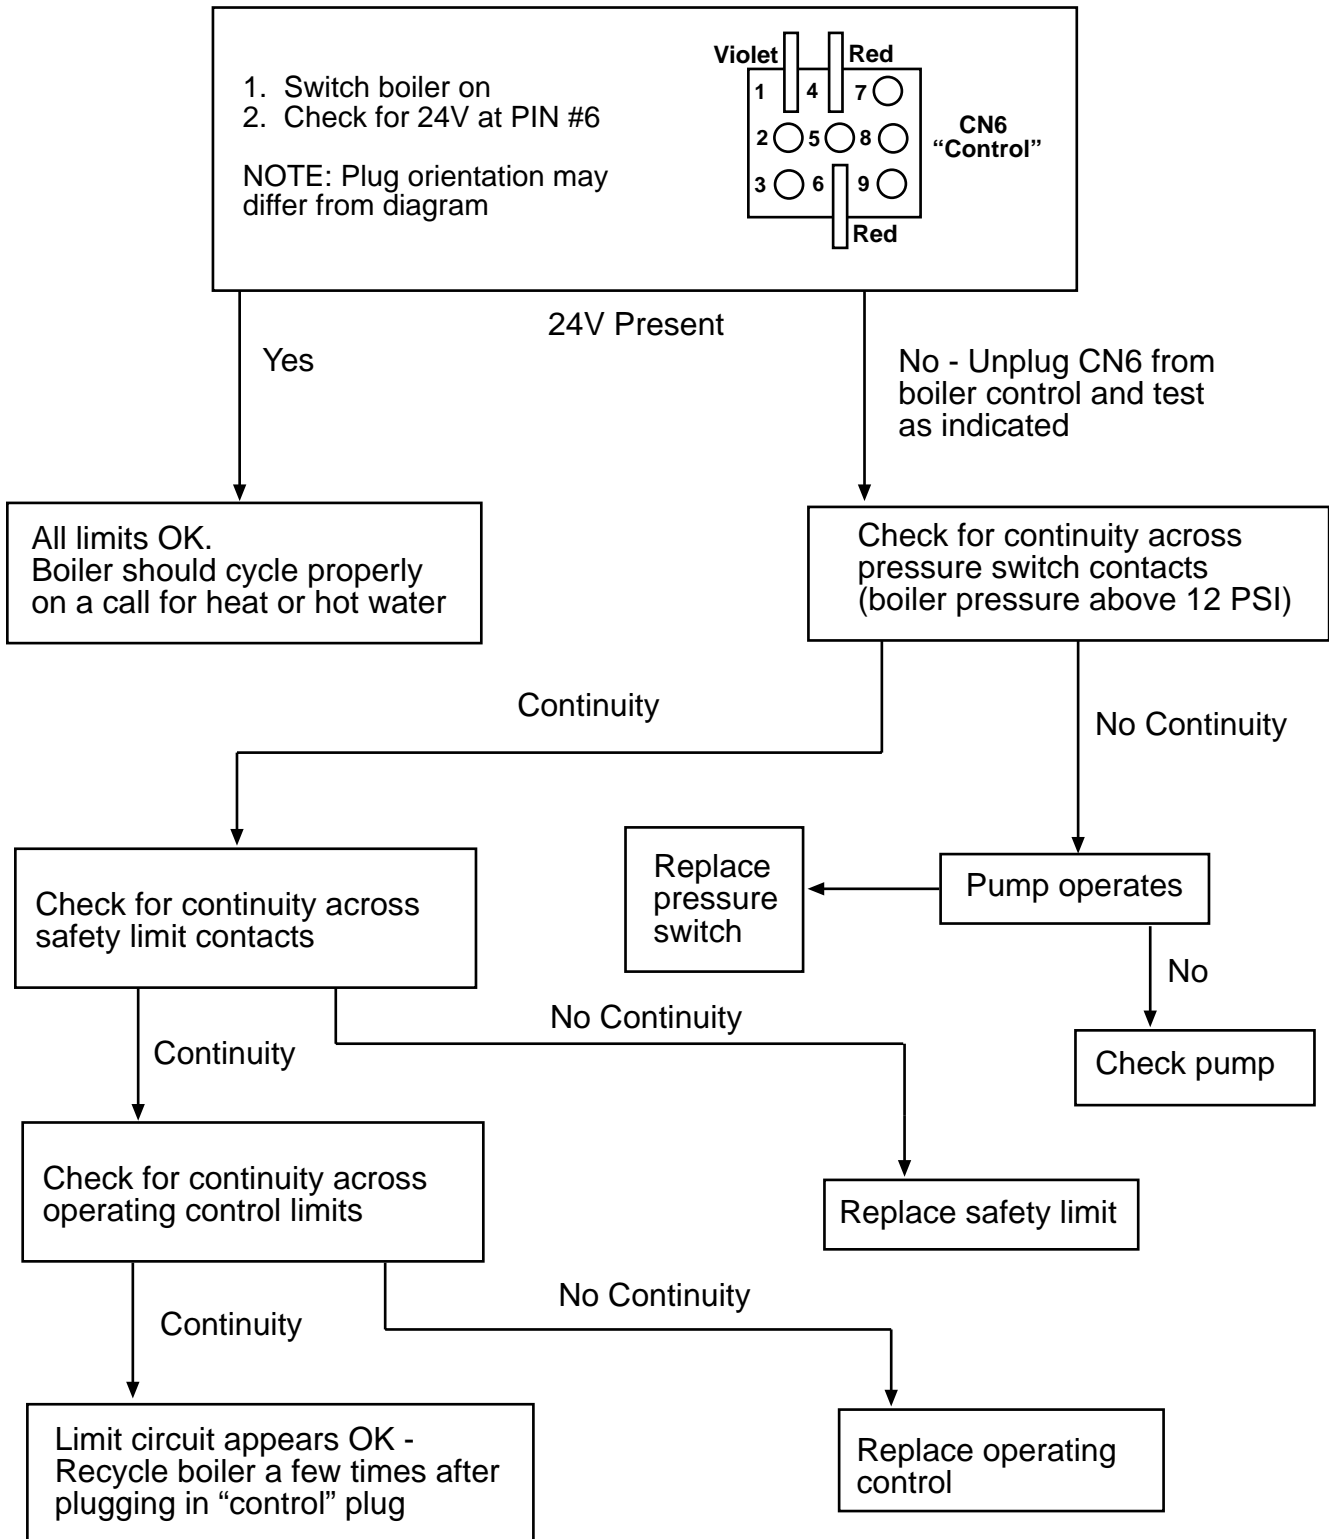 1. Switch boiler on
2. Check for 24V at PIN #6
NOTE: Plug orientation may
differ from diagram
Violet
Red
1 4 7
2 5 8
3 6 9
Red
CN6
“Control”
24V Present
Yes
No - Unplug CN6 from
boiler control and test
as indicated
All limits OK.
Boiler should cycle properly
on a call for heat or hot water
Check for continuity across
pressure switch contacts
(boiler pressure above 12 PSI)
Continuity
No Continuity
Check for continuity across
safety limit contacts
Replace
pressure
switch
Pump operates
No
Check pump
Continuity
No Continuity
Check for continuity across
operating control limits
Replace safety limit
Continuity
No Continuity
Limit circuit appears OK -
Recycle boiler a few times after
plugging in “control” plug
Replace operating
control